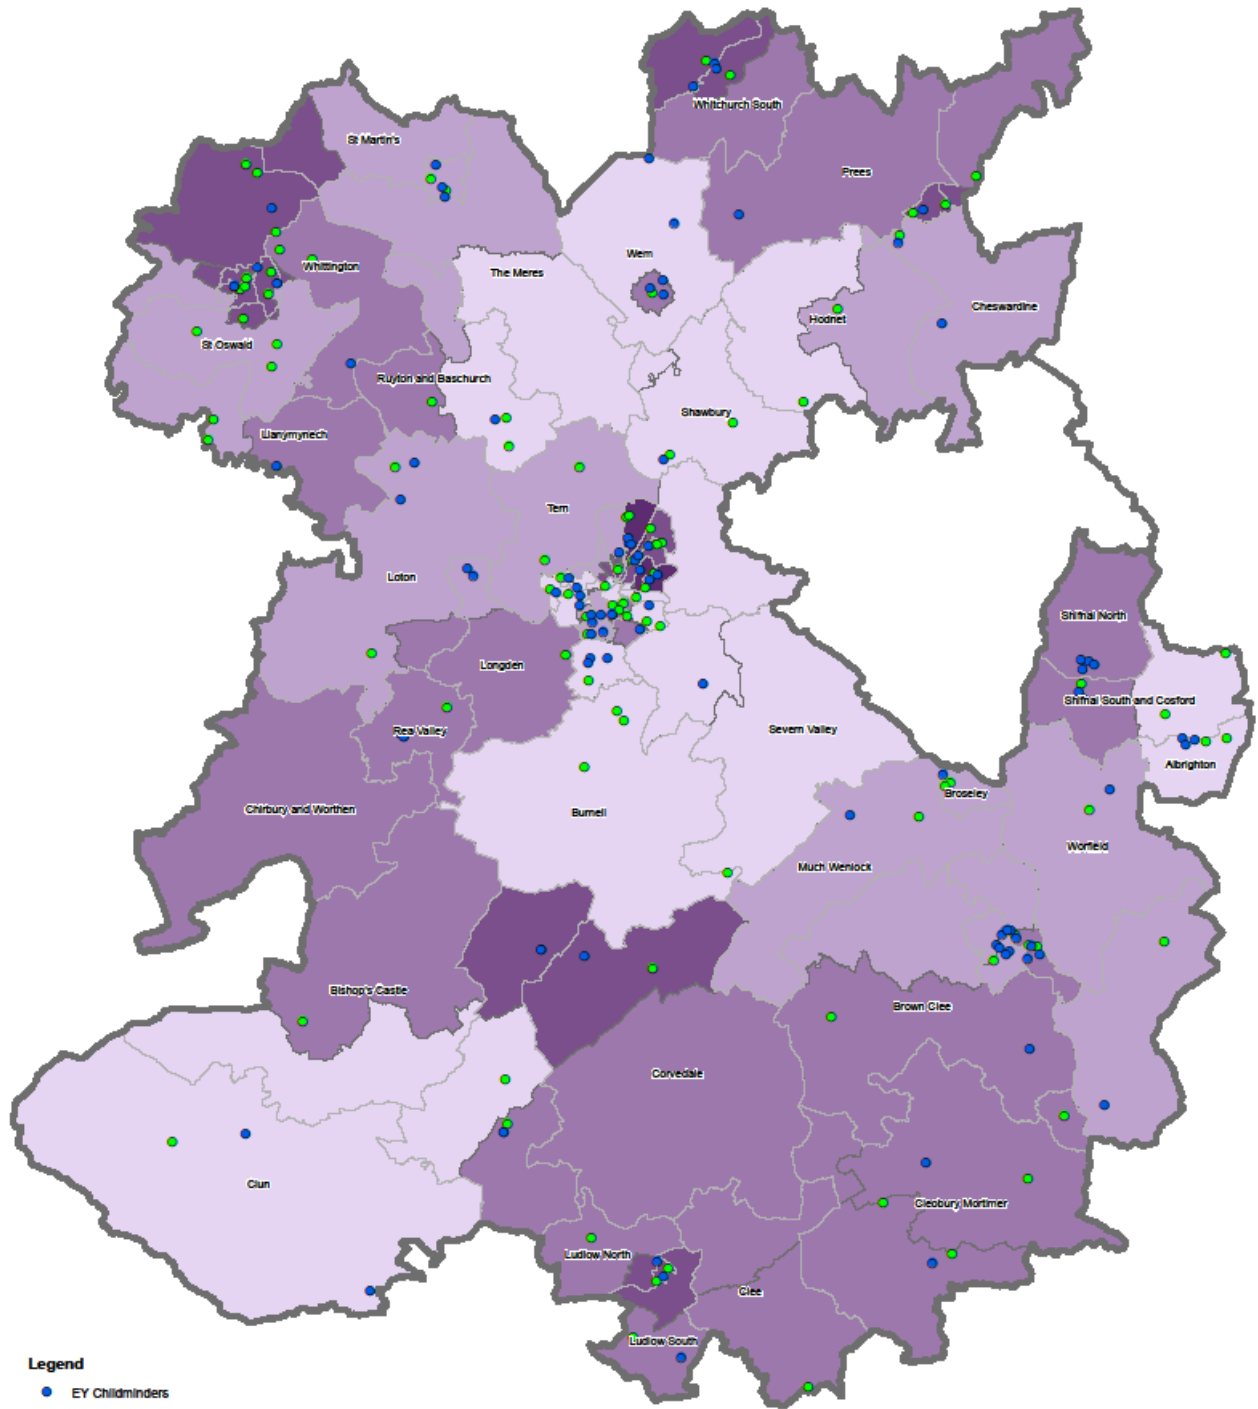 Whitchurch South
St Martin's
Prees
Wem
Whittington
The Meres
Hodnet
Cheswardine
St Oswald
Ruyton and Baschurch
Shawbury
Llanymynech
Tern
Loton
Shifnal North
Longden
Shifnal South and Cosford
Rea Valley
Severn Valley
Albrighton
Broseley
Chirbury and Worthen
Burnell
Worfield
Much Wenlock
Bishop's Castle
Brown Clee
Corvedale
Clun
Cleobury Mortimer
Ludlow North
Clee
Ludlow South
Legend
EY Childminders